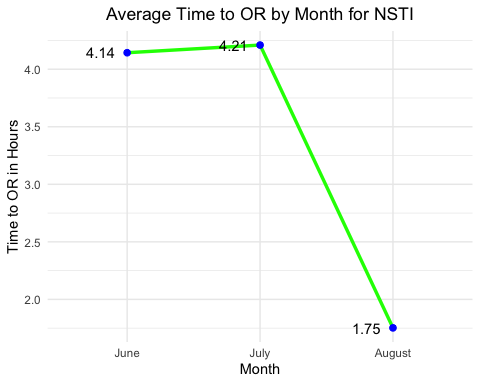 Average Time to OR by Month for NSTI
Time to OR in Hours
4.0
3.5
3.0
2.5
2.0
4.14
4.21
1.75
June
July
August
Month